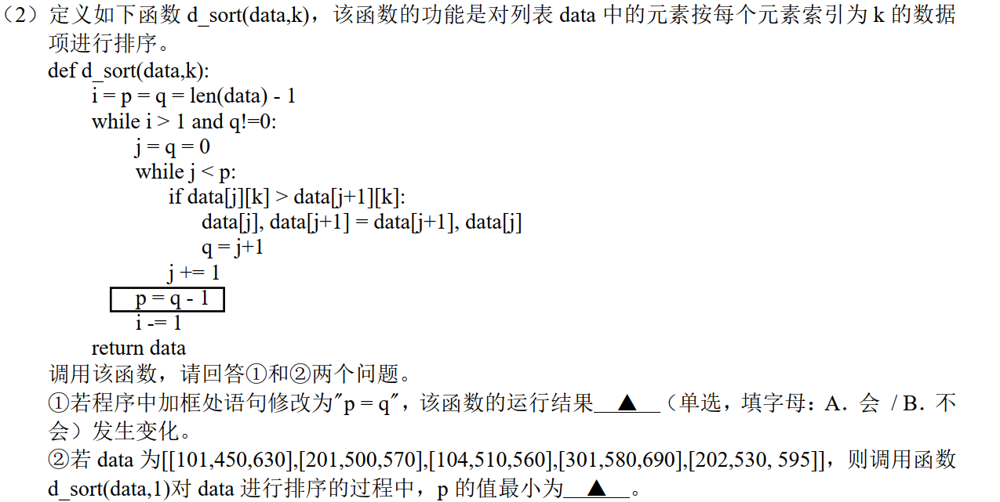 （2）定义如下函数 d_sort(data,k)，该函数的功能是对列表 data 中的元素按每个元素索引为 k 的数据
项进行排序。
def d_sort(data,k):
i = p = q = len(data) - 1
while i > 1 and q!=0:
j = q = 0
while j < p:
if data[j][k] > data[j+1][k]:
data[j], data[j+1] = data[j+1], data[j]
q = j+1
j += 1
p = q - 1
i -= 1
return data
调用该函数，请回答①和②两个问题。
①若程序中加框处语句修改为″p = q″，该函数的运行结果▲（单选，填字母：A．会 / B．不
会）发生变化。
②若 data 为[[101,450,630],[201,500,570],[104,510,560],[301,580,690],[202,530, 595]]，则调用函数
d_sort(data,1)对 data 进行排序的过程中，p 的值最小为▲。